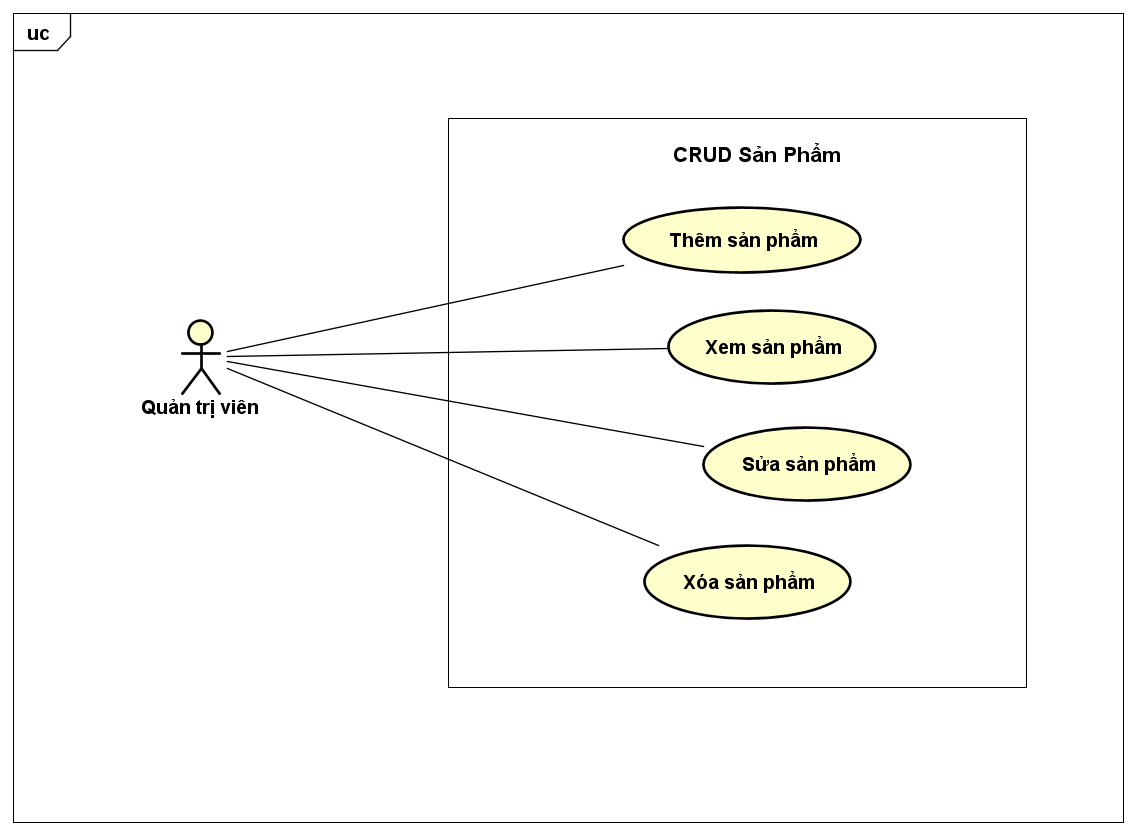 uc
CRUD Sản Phẩm
Thêm sản phẩm
Xem sản phẩm
Quản trị viên
Sửa sản phẩm
Xóa sản phẩm